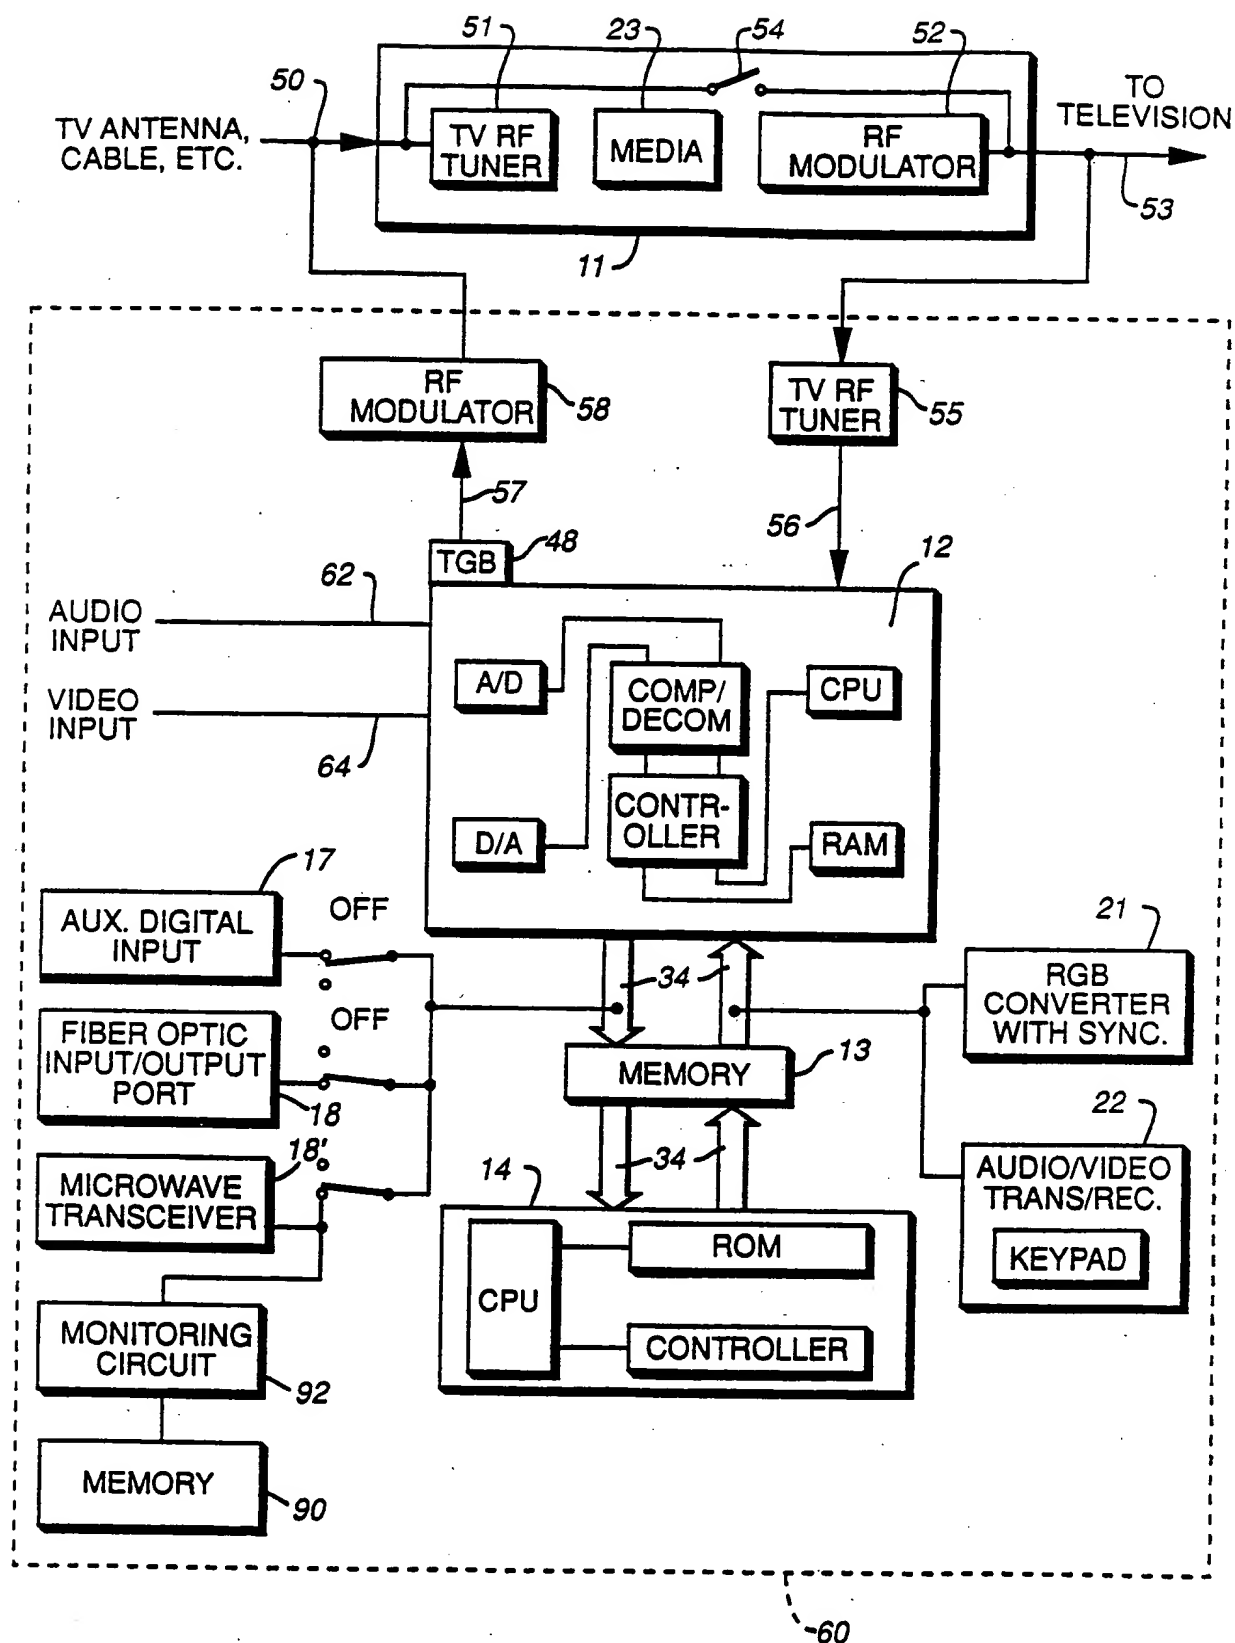 51
23
54
52
50
TO
TELEVISION
TV ANTENNA,
CABLE, ETC.
TV RF
TUNER
MEDIA
RF
MODULATOR
53
11
RF
MODULATOR
58
TV RF
TUNER
55
57
56
TGB
48
12
62
AUDIO
INPUT
A/D
COMP/
DECOM
CPU
VIDEO
INPUT
64
CONTR-
OLLER
D/A
RAM
17
OFF
AUX. DIGITAL
INPUT
21
34
RGB
CONVERTER
WITH SYNC.
OFF
FIBER OPTIC
INPUT/OUTPUT
PORT
18
MEMORY
13
22
18'
34
14
MICROWAVE
TRANSCEIVER
AUDIO/VIDEO
TRANS/REC.
KEYPAD
ROM
CPU
CONTROLLER
MONITORING
CIRCUIT
92
MEMORY
90
60